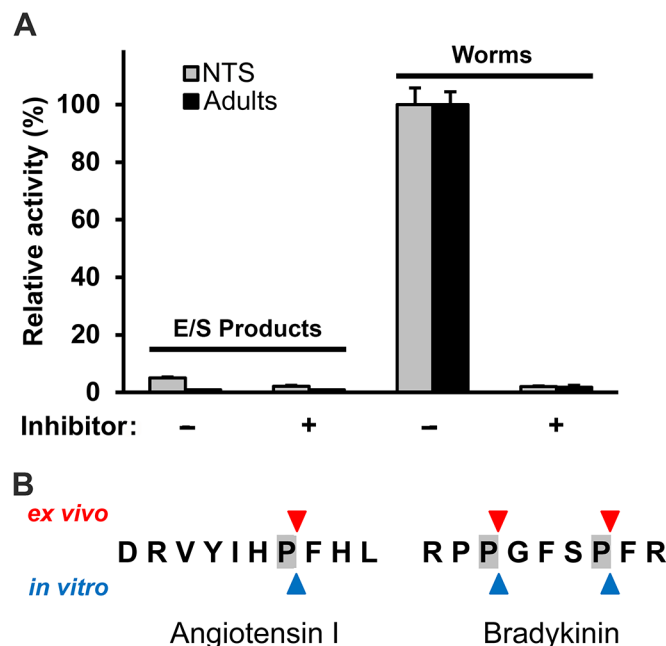 A
Worms
NTS
Adults
Relative activity (%)
100
80
60
40
20
0
E/S Products
Inhibitor: – + – +
B
ex vivo
D R V Y I H P F H L R P P G F S P F R
in vitro
Angiotensin I Bradykinin